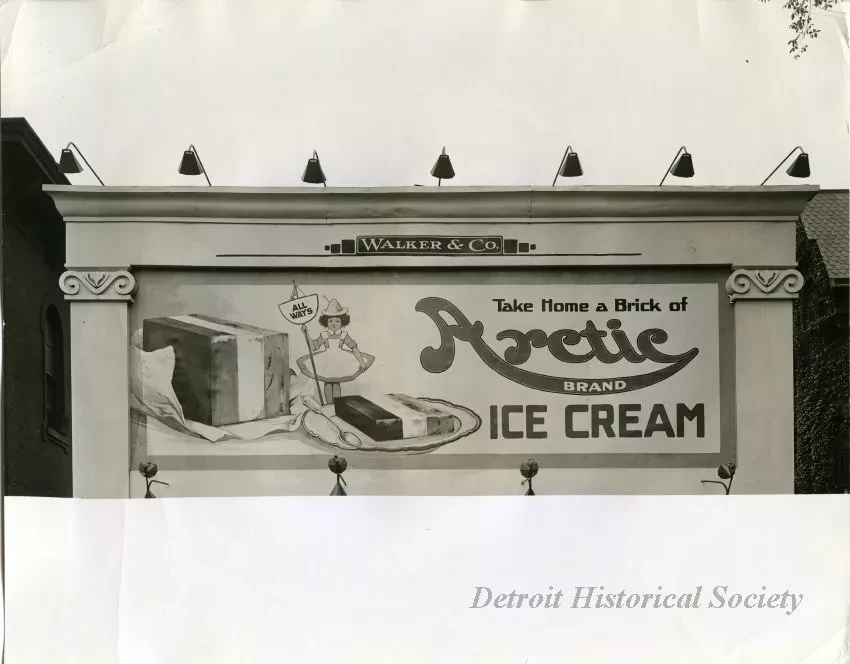 WALKER & CO.
ALL
WAYS
Take Home a Brick of
Arctic
BRAND
ICE CREAM
Detroit Historical Society